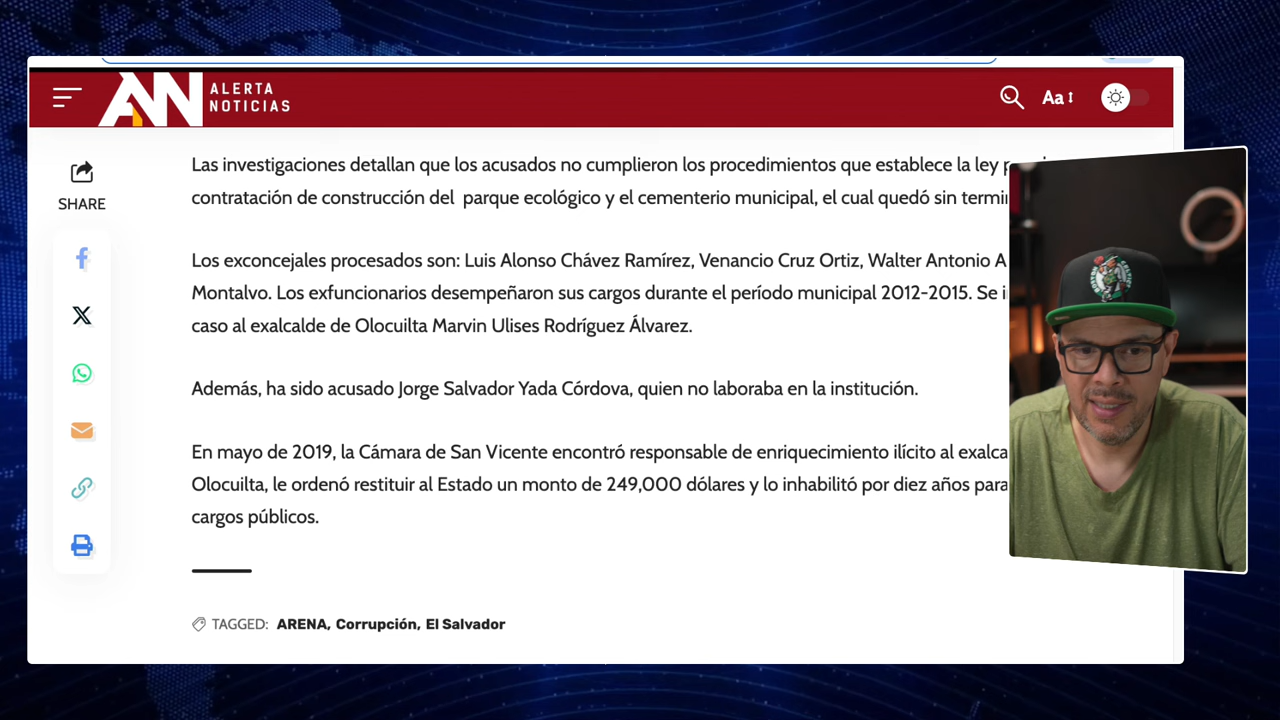 ALERTA
NOTICIAS
Aa
SHARE
Las investigaciones detallan que los acusados no cumplieron los procedimientos que establece la ley
contratación de construcción del parque ecológico y el cementerio municipal, el cual quedó sin
Los exconcejales procesados son: Luis Alonso Chávez Ramírez, Venancio Cruz Ortiz, Walter Antonio
Montalvo. Los exfuncionarios desempeñaron sus cargos durante el período municipal 2012-2015. Se
caso al exalcalde de Olocuilta Marvin Ulises Rodríguez Álvarez.
Además, ha sido acusado Jorge Salvador Yada Córdova, quien no laboraba en la institución.
En mayo de 2019, la Cámara de San Vicente encontró responsable de enriquecimiento ilícito al
Olocuilta, le ordenó restituir al Estado un monto de 249,000 dólares y lo inhabilitó por diez años para
cargos públicos.
TAGGED: ARENA, Corrupción, El Salvador